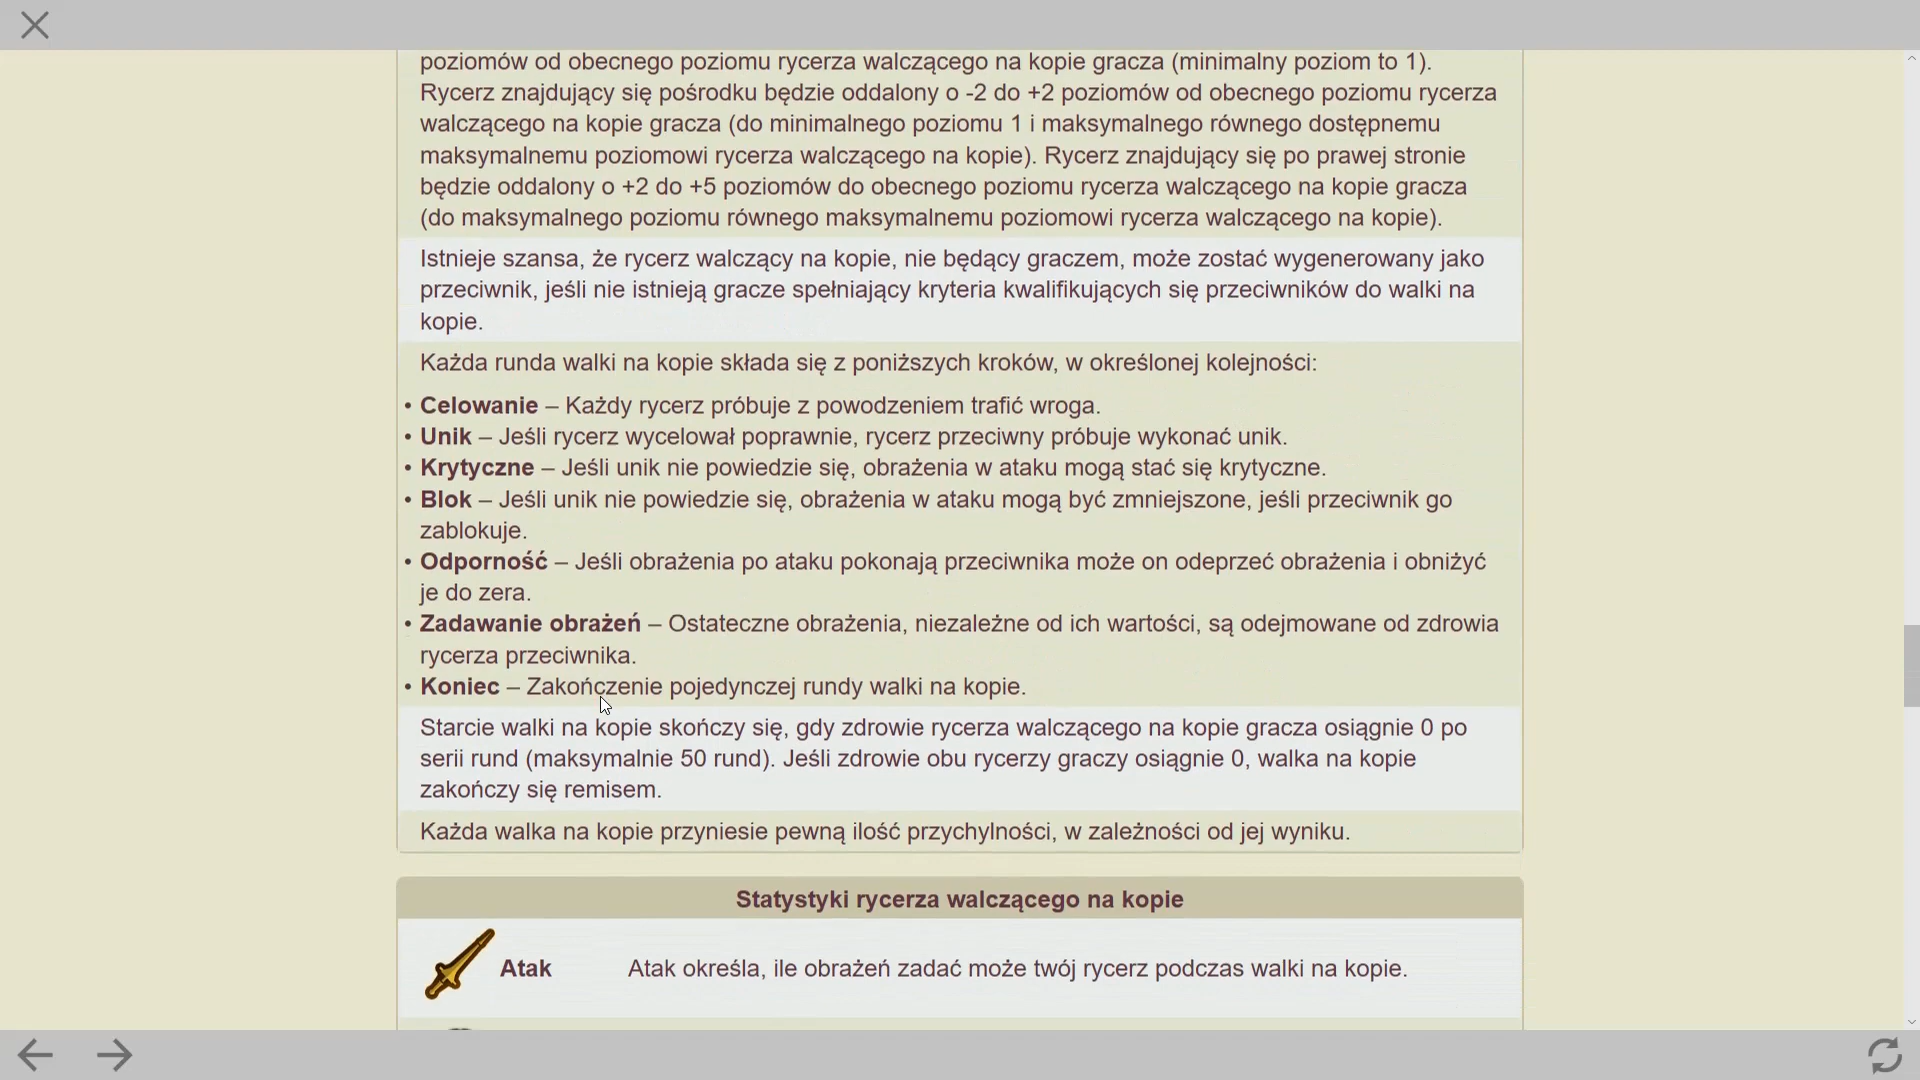 poziomów od obecnego poziomu rycerza walczącego na kopie gracza (minimalny poziom to 1).
Rycerz znajdujący się pośrodku będzie oddalony o -2 do +2 poziomów od obecnego poziomu rycerza
walczącego na kopie gracza (do minimalnego poziomu 1 i maksymalnego równego dostępnemu
maksymalnemu poziomowi rycerza walczącego na kopie). Rycerz znajdujący się po prawej stronie
będzie oddalony o +2 do +5 poziomów do obecnego poziomu rycerza walczącego na kopie gracza
(do maksymalnego poziomu równego maksymalnemu poziomowi rycerza walczącego na kopie).
Istnieje szansa, że rycerz walczący na kopie, nie będący graczem, może zostać wygenerowany jako
przeciwnik, jeśli nie istnieją gracze spełniający kryteria kwalifikujących się przeciwników do walki na
kopie.
Każda runda walki na kopie składa się z poniższych kroków, w określonej kolejności:
• Celowanie – Każdy rycerz próbuje z powodzeniem trafić wroga.
• Unik – Jeśli rycerz wycelował poprawnie, rycerz przeciwny próbuje wykonać unik.
• Krytyczne – Jeśli unik nie powiedzie się, obrażenia w ataku mogą stać się krytyczne.
• Blok – Jeśli unik nie powiedzie się, obrażenia w ataku mogą być zmniejszone, jeśli przeciwnik go
zablokuje.
• Odporność – Jeśli obrażenia po ataku pokonają przeciwnika może on odeprzeć obrażenia i obniżyć
je do zera.
• Zadawanie obrażeń – Ostateczne obrażenia, niezależne od ich wartości, są odejmowane od zdrowia
rycerza przeciwnika.
• Koniec – Zakończenie pojedynczej rundy walki na kopie.
Starcie walki na kopie skończy się, gdy zdrowie rycerza walczącego na kopie gracza osiągnie 0 po
serii rund (maksymalnie 50 rund). Jeśli zdrowie obu rycerzy graczy osiągnie 0, walka na kopie
zakończy się remisem.
Każda walka na kopie przyniesie pewną ilość przychylności, w zależności od jej wyniku.
Statystyki rycerza walczącego na kopie
Atak Atak określa, ile obrażeń zadać może twój rycerz podczas walki na kopie.